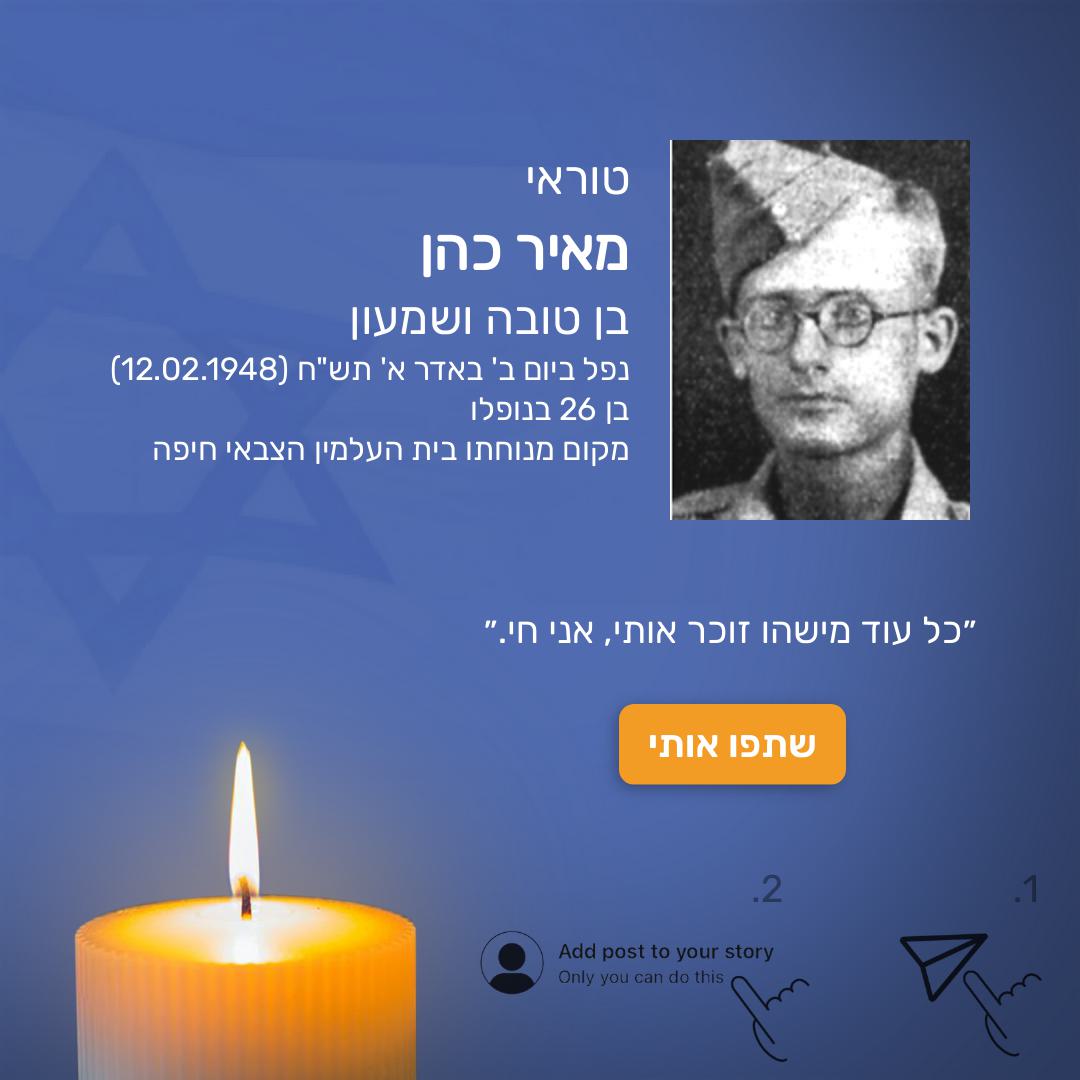 טוראי
מאיר כהן
בן טובה ושמעון
נפל ביום ב' באדר א' תש"ח (12.02.1948)
בן 26 בנופלו
מקום מנוחתו בית העלמין הצבאי חיפה
״כל עוד מישהו זוכר אותי, אני חי.״
שתפו אותי
1.
2.
Add post to your story
Only you can do this